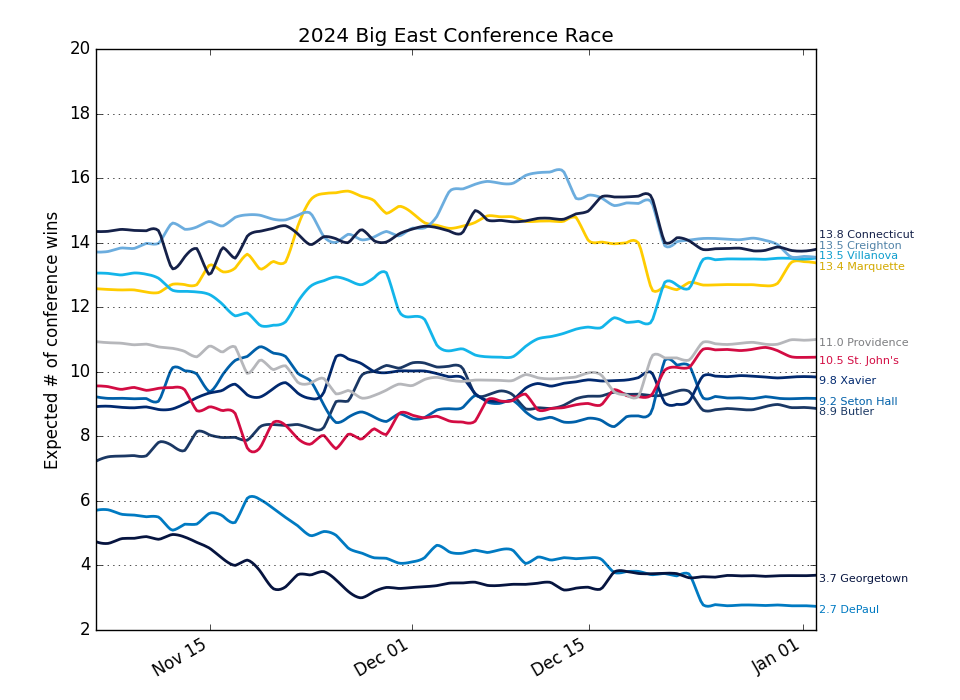 2024 Big East Conference Race
Expected # of conference wins
20
18
16
14
12
10
8
6
4
2
13.8 Connecticut
13.5 Creighton
13.5 Villanova
13.4 Marquette
11.0 Providence
10.5 St. John's
9.8 Xavier
9.2 Seton Hall
8.9 Butler
3.7 Georgetown
2.7 DePaul
Nov 15
Dec 01
Dec 15
Jan 01